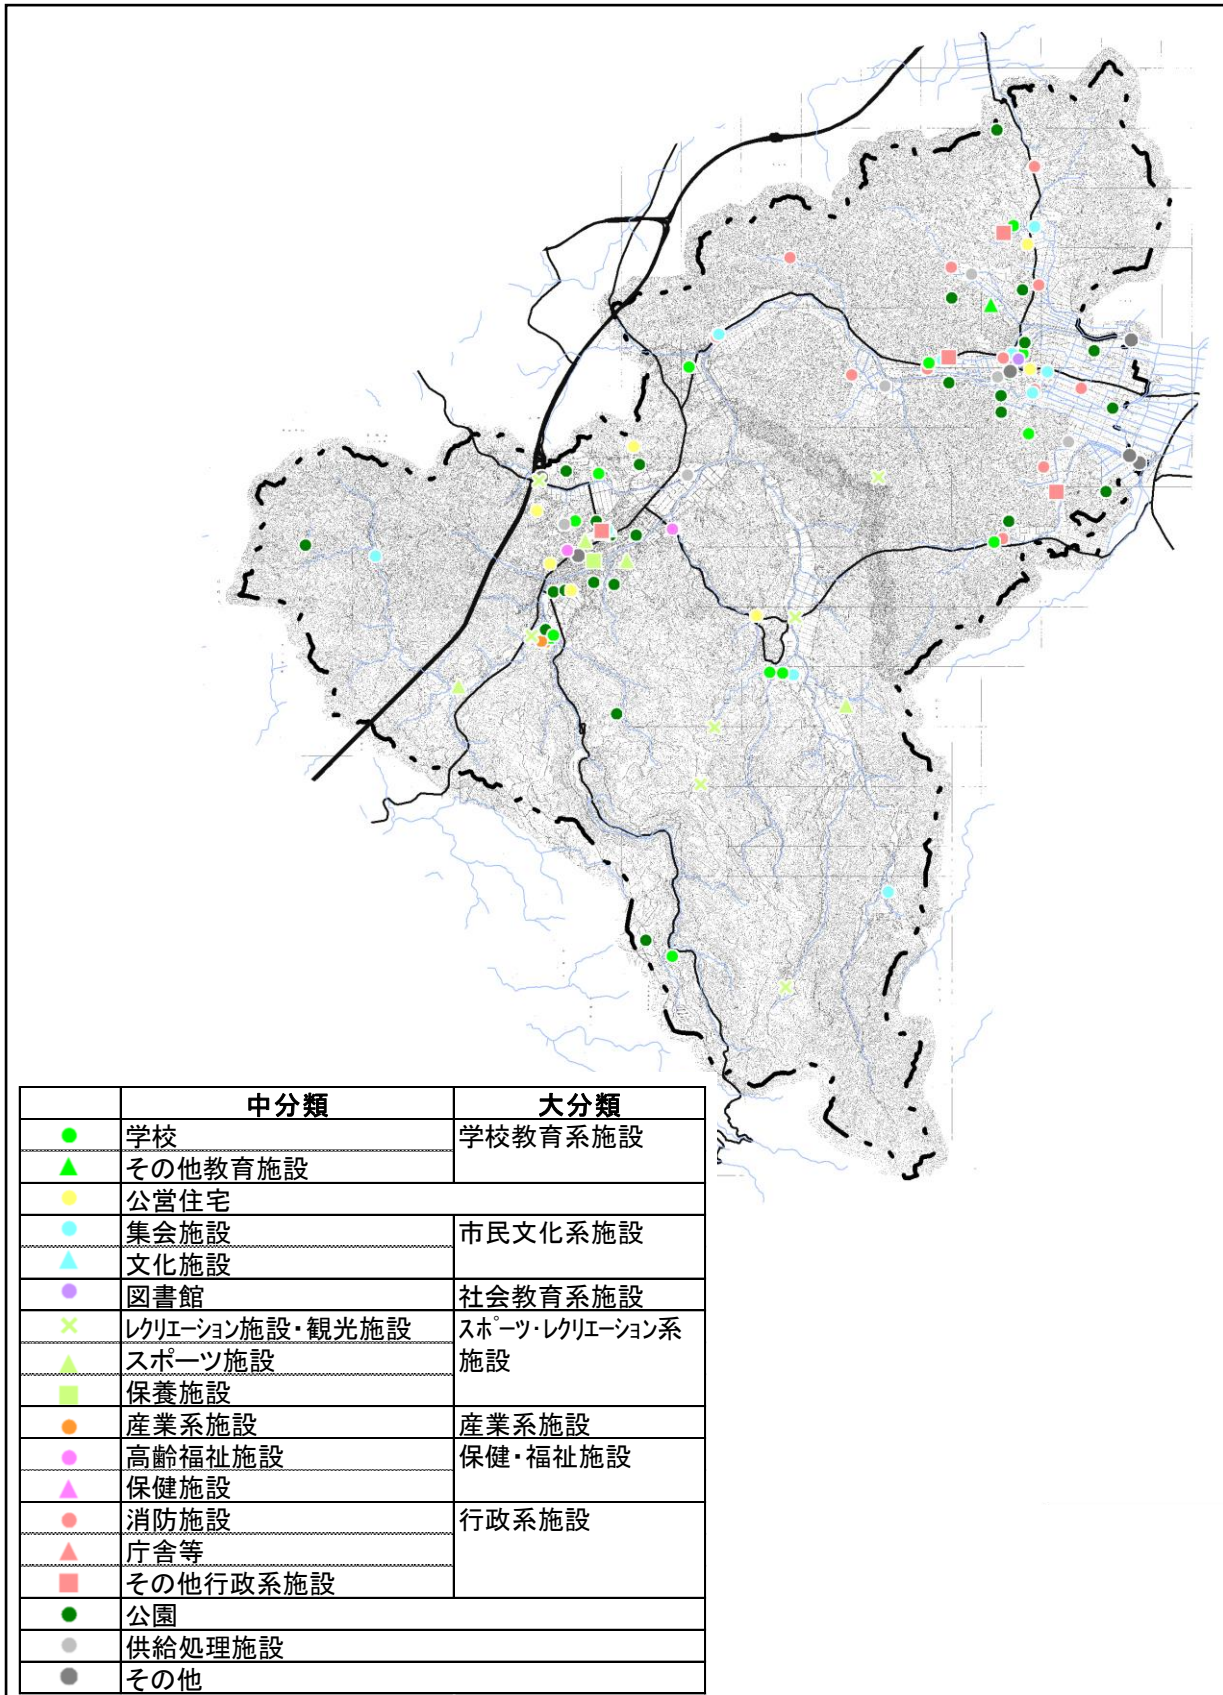 中分類 大分類
学校 学校教育系施設
その他教育施設
公営住宅
集会施設 市民文化系施設
文化施設
図書館 社会教育系施設
ﾚｸﾘｴｰｼｮﾝ施設・観光施設 ｽﾎﾟｰﾂ・ﾚｸﾘｴｰｼｮﾝ系
スポーツ施設 施設
保養施設
産業系施設 産業系施設
高齢福祉施設 保健・福祉施設
保健施設
消防施設 行政系施設
庁舎等
その他行政系施設
公園
供給処理施設
その他